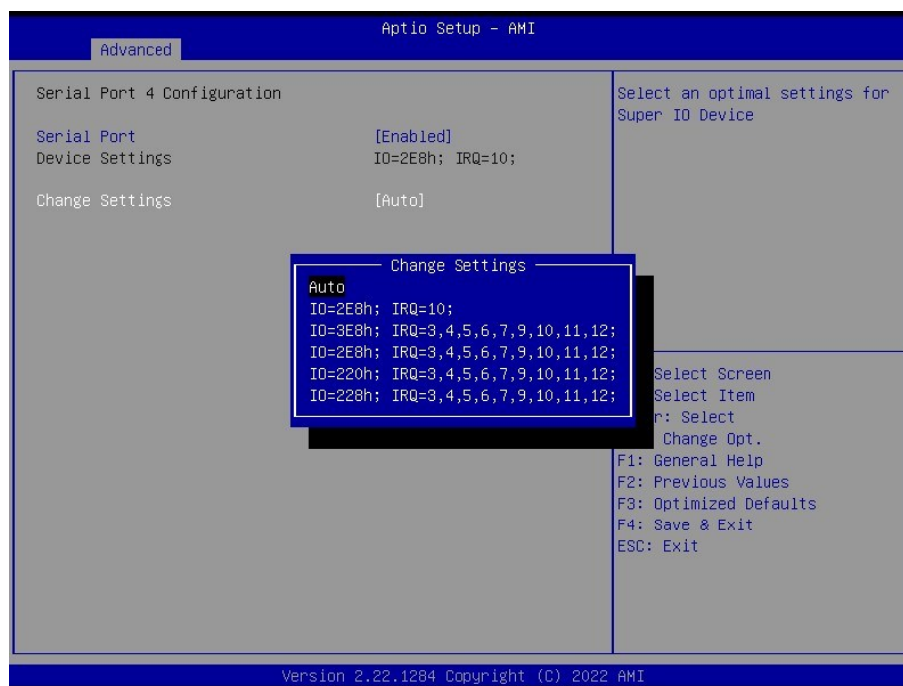 Aptio Setup – AMI
Advanced
Serial Port 4 Configuration
Serial Port [Enabled]
Device Settings IO=2E8h; IRQ=10;
Change Settings [Auto]
Select an optimal settings for
Super IO Device
Change Settings
Auto
IO=2E8h; IRQ=10;
IO=3E8h; IRQ=3,4,5,6,7,9,10,11,12;
IO=2E8h; IRQ=3,4,5,6,7,9,10,11,12;
IO=220h; IRQ=3,4,5,6,7,9,10,11,12;
IO=228h; IRQ=3,4,5,6,7,9,10,11,12;
Select Screen
Select Item
r: Select
Change Opt.
F1: General Help
F2: Previous Values
F3: Optimized Defaults
F4: Save & Exit
ESC: Exit
Version 2.22.1284 Copyright (C) 2022 AMI